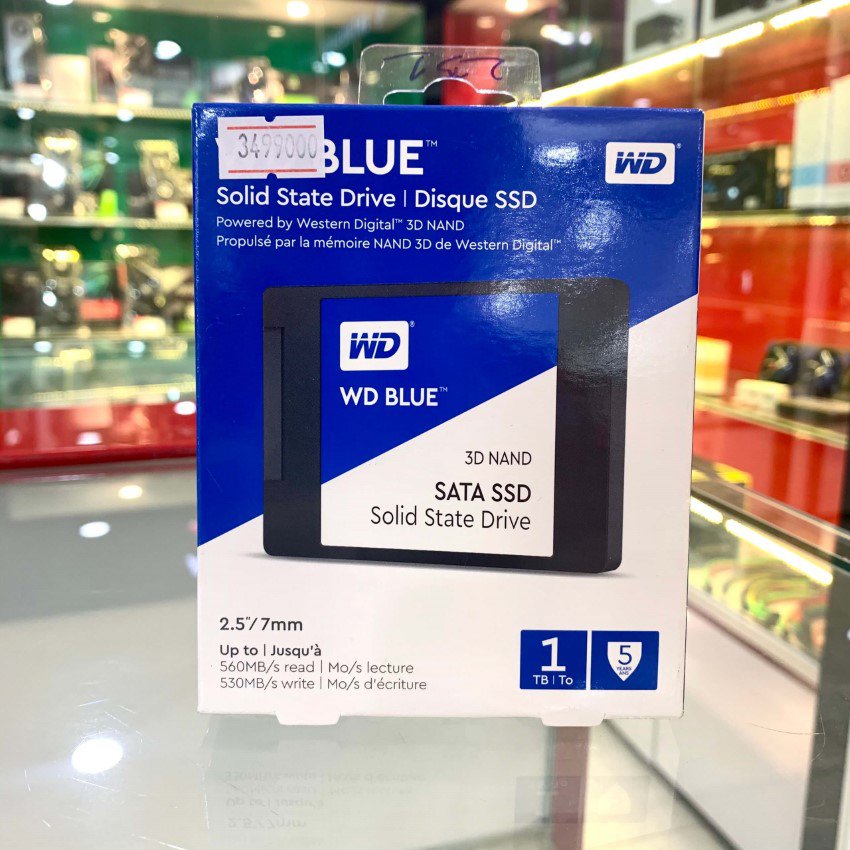 3499000
BLUE™
WD
Solid State Drive | Disque SSD
Powered by Western Digital™ 3D NAND
Propulsé par la mémoire NAND 3D de Western Digital™
WD®
WD BLUE™
3D NAND
SATA SSD
Solid State Drive
2.5"/7mm
Up to | Jusqu'à
560MB/s read | Mo/s lecture
530MB/s write | Mo/s d'écriture
1
TB | To
5
YEARS
ANS